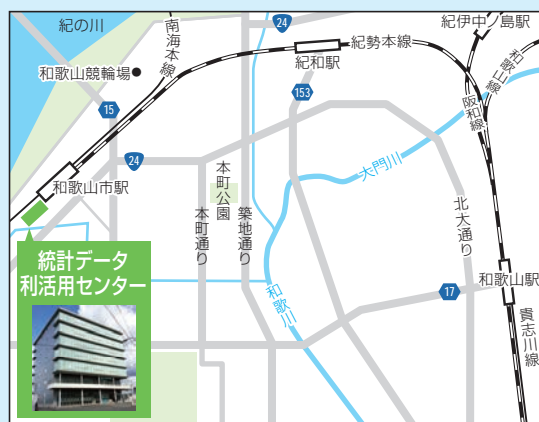 紀の川
南海本線
24
紀伊中ノ島駅
紀勢本線
和歌山線
紀和駅
和歌山競輪場
153
阪和線
15
24
大門川
和歌山市駅
本町公園
北大通り
本町通り
築地通り
統計データ
利活用センター
和歌山駅
17
和歌川
貴志川線